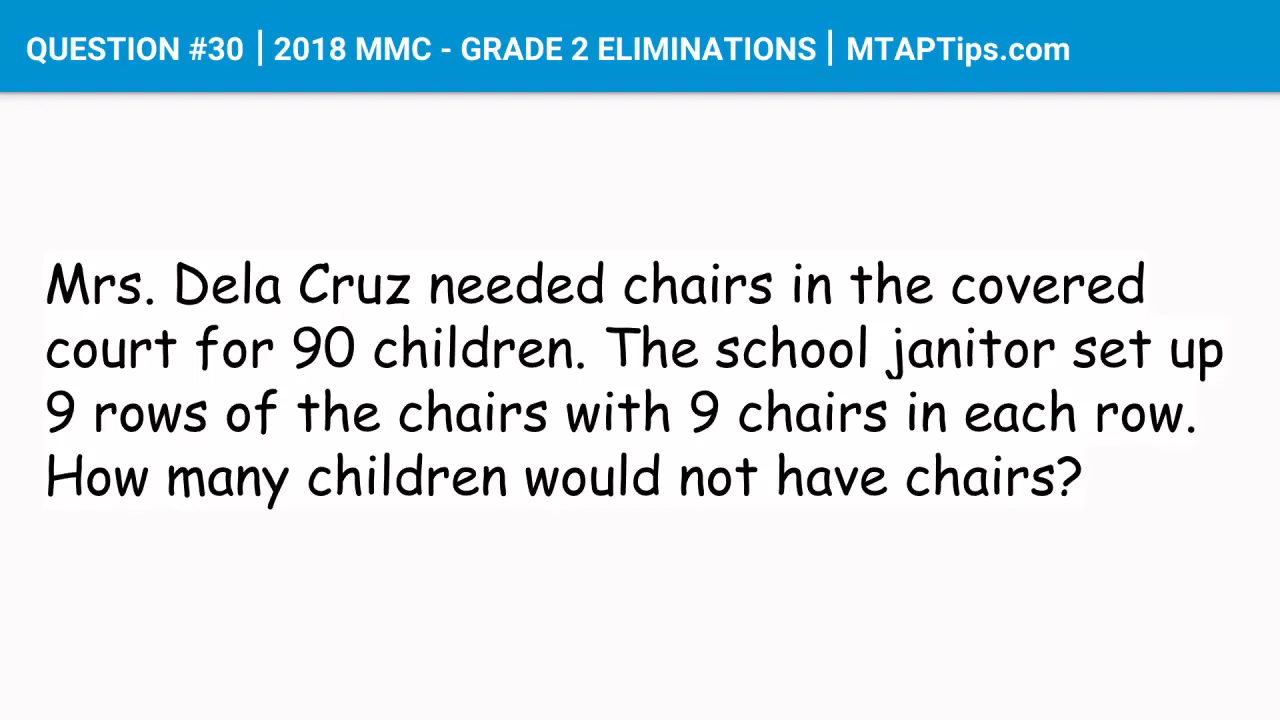 QUESTION #30 | 2018 MMC - GRADE 2 ELIMINATIONS | MTAPTips.com
Mrs. Dela Cruz needed chairs in the covered
court for 90 children. The school janitor set up
9 rows of the chairs with 9 chairs in each row.
How many children would not have chairs?